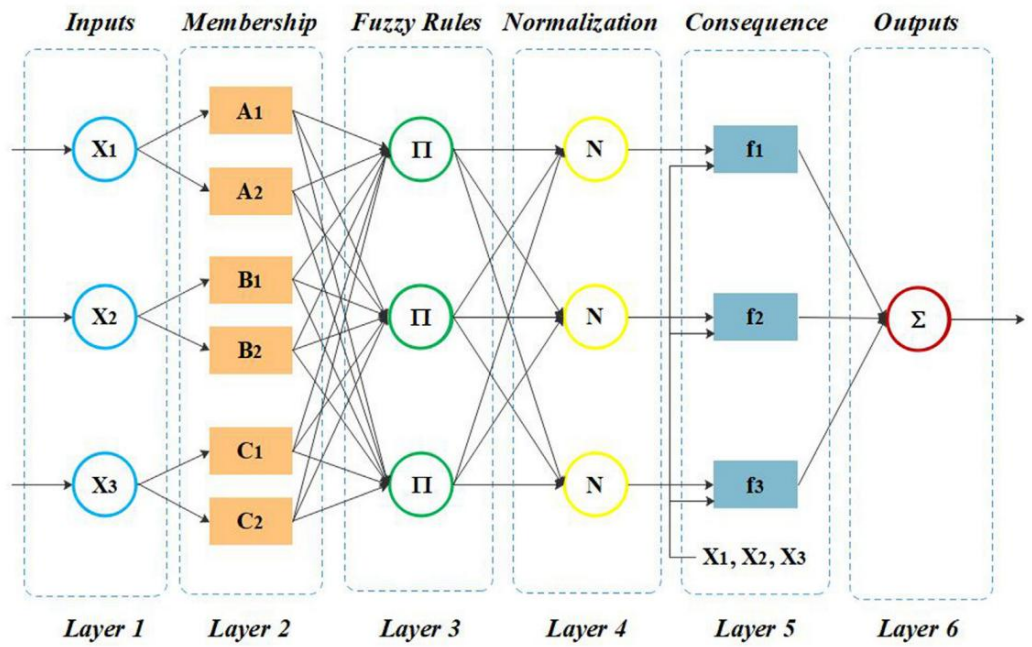 Inputs Membership Fuzzy Rules Normalization Consequence Outputs
A1
X1 Π N f1
A2
B1
X2 Π N f2 Σ
B2
C1
X3 Π N f3
C2
X1, X2, X3
Layer 1 Layer 2 Layer 3 Layer 4 Layer 5 Layer 6